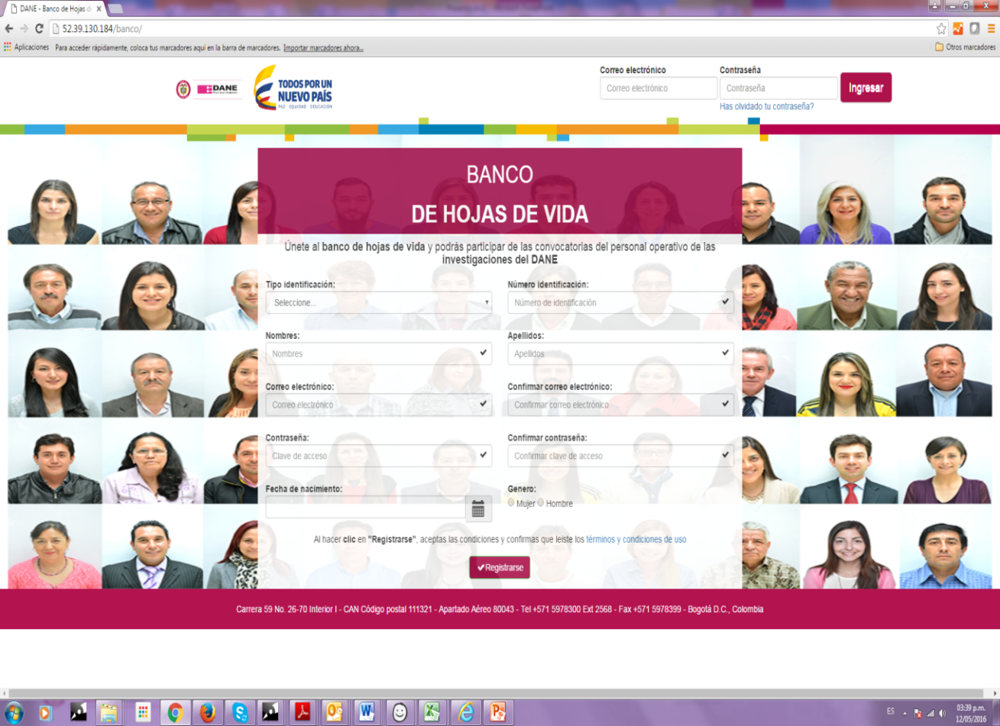 DANE - Banco de Hojas d
52.39.130.184/banco/
Aplicaciones Para acceder rápidamente, coloca tus marcadores aquí en la barra de marcadores. Importar marcadores ahora...
Otros marcadores
DANE
TODOS POR UN
NUEVO PAÍS
PAZ EQUIDAD EDUCACIÓN
Correo electrónico Contraseña
Correo electrónico Contraseña Ingresar
Has olvidado tu contraseña?
BANCO
DE HOJAS DE VIDA
Únete al banco de hojas de vida y podrás participar de las convocatorias del personal operativo de las
investigaciones del DANE
Tipo identificación: Número identificación:
Seleccione... Número de identificación
Nombres: Apellidos:
Nombres Apellidos
Correo electrónico: Confirmar correo electrónico:
Correo electrónico Confirmar correo electrónico
Contraseña: Confirmar contraseña:
Clave de acceso Confirmar clave de acceso
Fecha de nacimiento: Genero:
Mujer Hombre
Al hacer clic en "Registrarse", aceptas las condiciones y confirmas que leiste los términos y condiciones de uso
Registrarse
Carrera 59 No. 26-70 Interior I - CAN Código postal 111321 - Apartado Aéreo 80043 - Tel +571 5978300 Ext 2568 - Fax +571 5978399 - Bogotá D.C., Colombia
ES
03:39 p.m.
12/05/2016